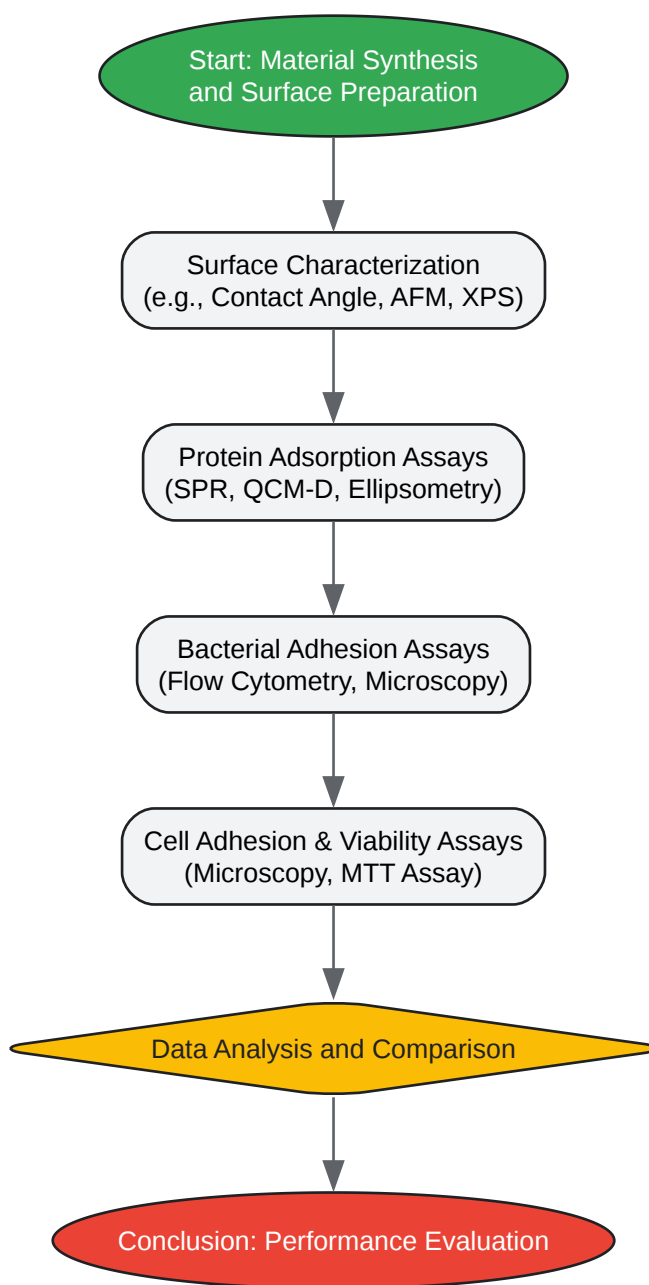 Start: Material Synthesis
and Surface Preparation
Surface Characterization
(e.g., Contact Angle, AFM, XPS)
Protein Adsorption Assays
(SPR, QCM-D, Ellipsometry)
Bacterial Adhesion Assays
(Flow Cytometry, Microscopy)
Cell Adhesion & Viability Assays
(Microscopy, MTT Assay)
Data Analysis and Comparison
Conclusion: Performance Evaluation